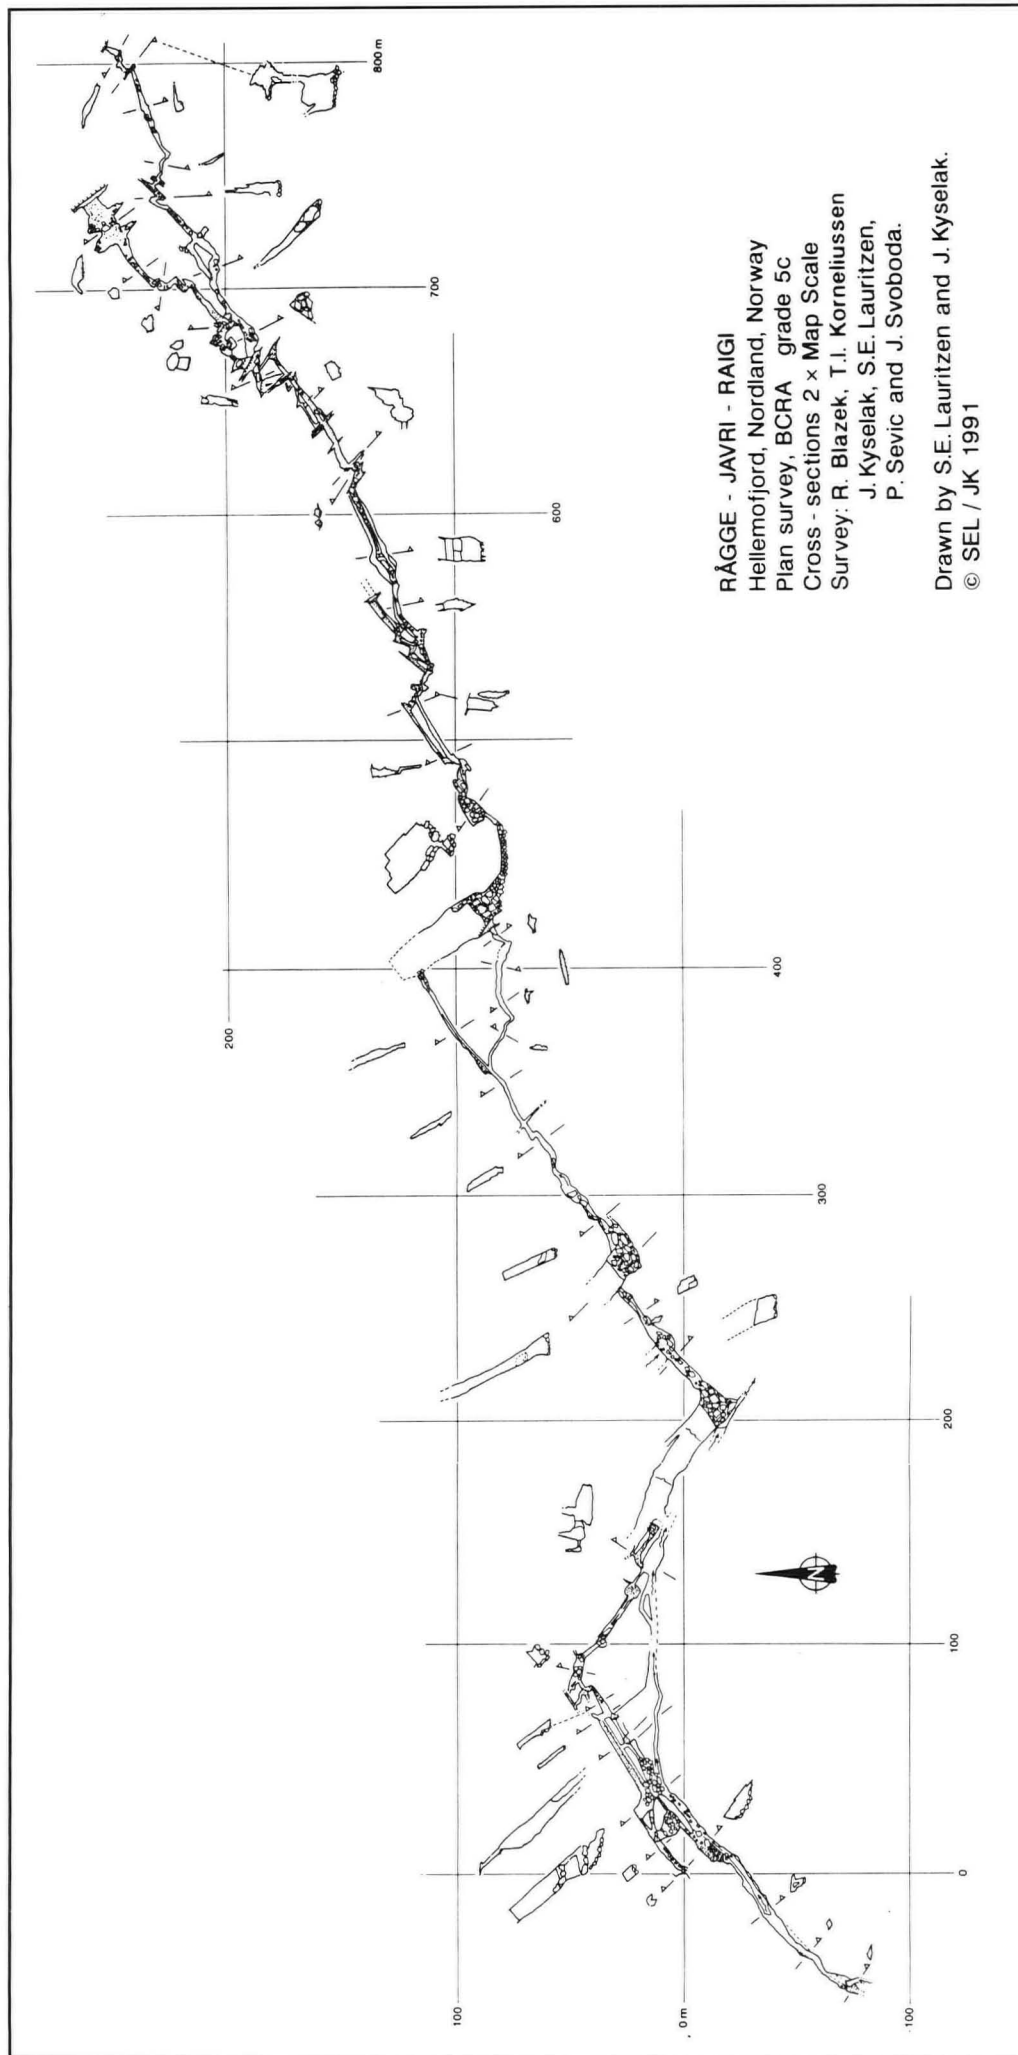 RÅGGE - JAVRI - RAIGI
Hellemofjord, Nordland, Norway
Plan survey, BCRA grade 5c
Cross - sections 2 × Map Scale
Survey: R. Blazek, T.I. Korneliussen
J. Kyselak, S.E. Lauritzen,
P. Sevic and J. Svoboda.
Drawn by S.E. Lauritzen and J. Kyselak.
© SEL / JK 1991
800 m
700
600
400
300
200
100
0
200
100
0 m
.100
N